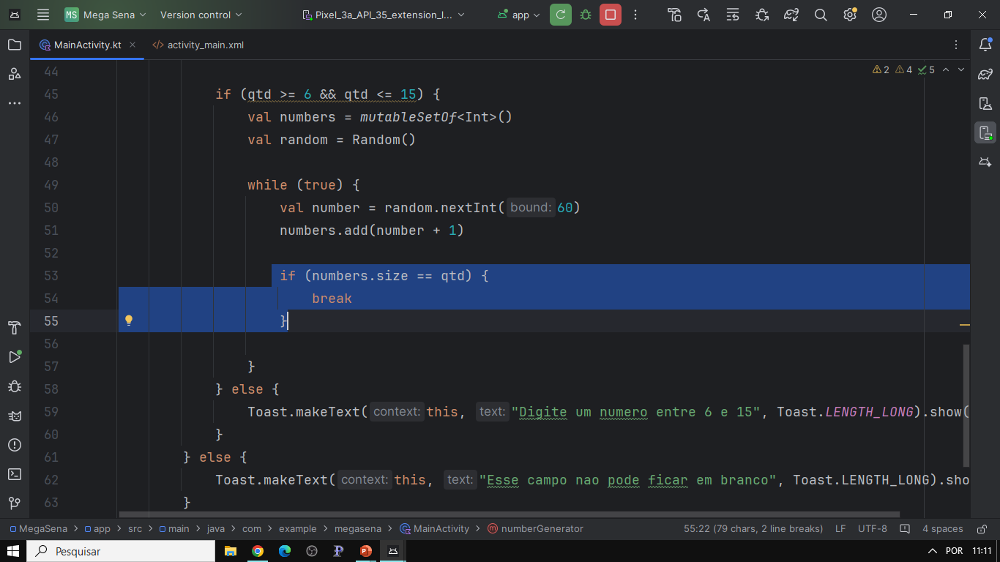 MS Mega Sena Version control Pixel_3a_API_35_extension_l... app
MainActivity.kt activity_main.xml
2 4 5
44
45 if (qtd >= 6 && qtd <= 15) {
46 val numbers = mutableSetOf<Int>()
47 val random = Random()
48
49 while (true) {
50 val number = random.nextInt( bound: 60)
51 numbers.add(number + 1)
52
53 if (numbers.size == qtd) {
54 break
55 }
56
57 }
58 } else {
59 Toast.makeText( context: this, text: "Digite um numero entre 6 e 15", Toast.LENGTH_LONG).show(
60 }
61 } else {
62 Toast.makeText( context: this, text: "Esse campo nao pode ficar em branco", Toast.LENGTH_LONG).sho
63 }
MegaSena > app > src > main > java > com > example > megasena > MainActivity > numberGenerator 55:22 (79 chars, 2 line breaks) LF UTF-8 4 spaces
Pesquisar POR 11:11